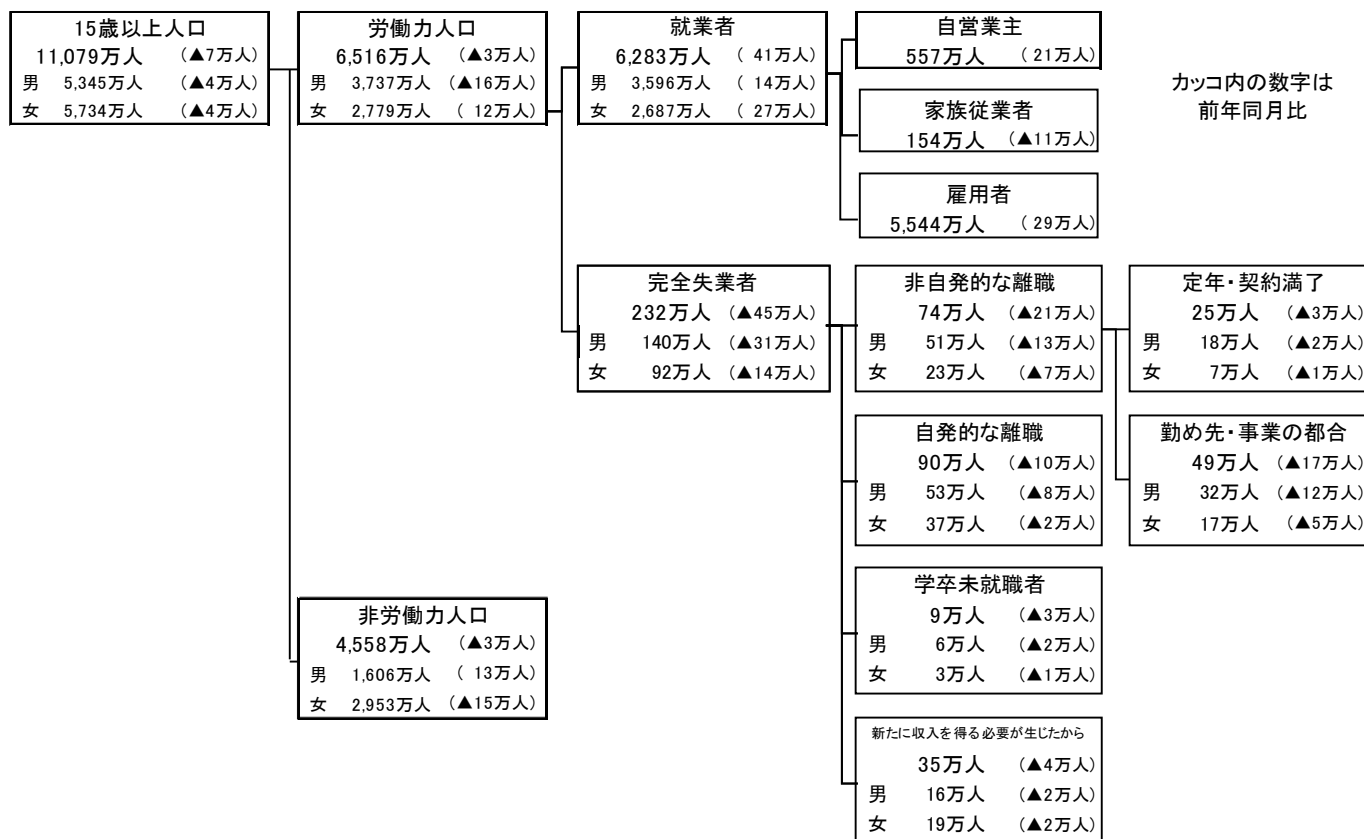 15歳以上人口
11,079万人 (▲7万人)
男 5,345万人 (▲4万人)
女 5,734万人 (▲4万人)
労働力人口
6,516万人 (▲3万人)
男 3,737万人 (▲16万人)
女 2,779万人 ( 12万人)
就業者
6,283万人 ( 41万人)
男 3,596万人 ( 14万人)
女 2,687万人 ( 27万人)
自営業主
557万人 ( 21万人)
カッコ内の数字は
前年同月比
家族従業者
154万人 (▲11万人)
雇用者
5,544万人 ( 29万人)
完全失業者
232万人 (▲45万人)
男 140万人 (▲31万人)
女 92万人 (▲14万人)
非自発的な離職
74万人 (▲21万人)
男 51万人 (▲13万人)
女 23万人 (▲7万人)
定年・契約満了
25万人 (▲3万人)
男 18万人 (▲2万人)
女 7万人 (▲1万人)
自発的な離職
90万人 (▲10万人)
男 53万人 (▲8万人)
女 37万人 (▲2万人)
勤め先・事業の都合
49万人 (▲17万人)
男 32万人 (▲12万人)
女 17万人 (▲5万人)
非労働力人口
4,558万人 (▲3万人)
男 1,606万人 ( 13万人)
女 2,953万人 (▲15万人)
学卒未就職者
9万人 (▲3万人)
男 6万人 (▲2万人)
女 3万人 (▲1万人)
新たに収入を得る必要が生じたから
35万人 (▲4万人)
男 16万人 (▲2万人)
女 19万人 (▲2万人)